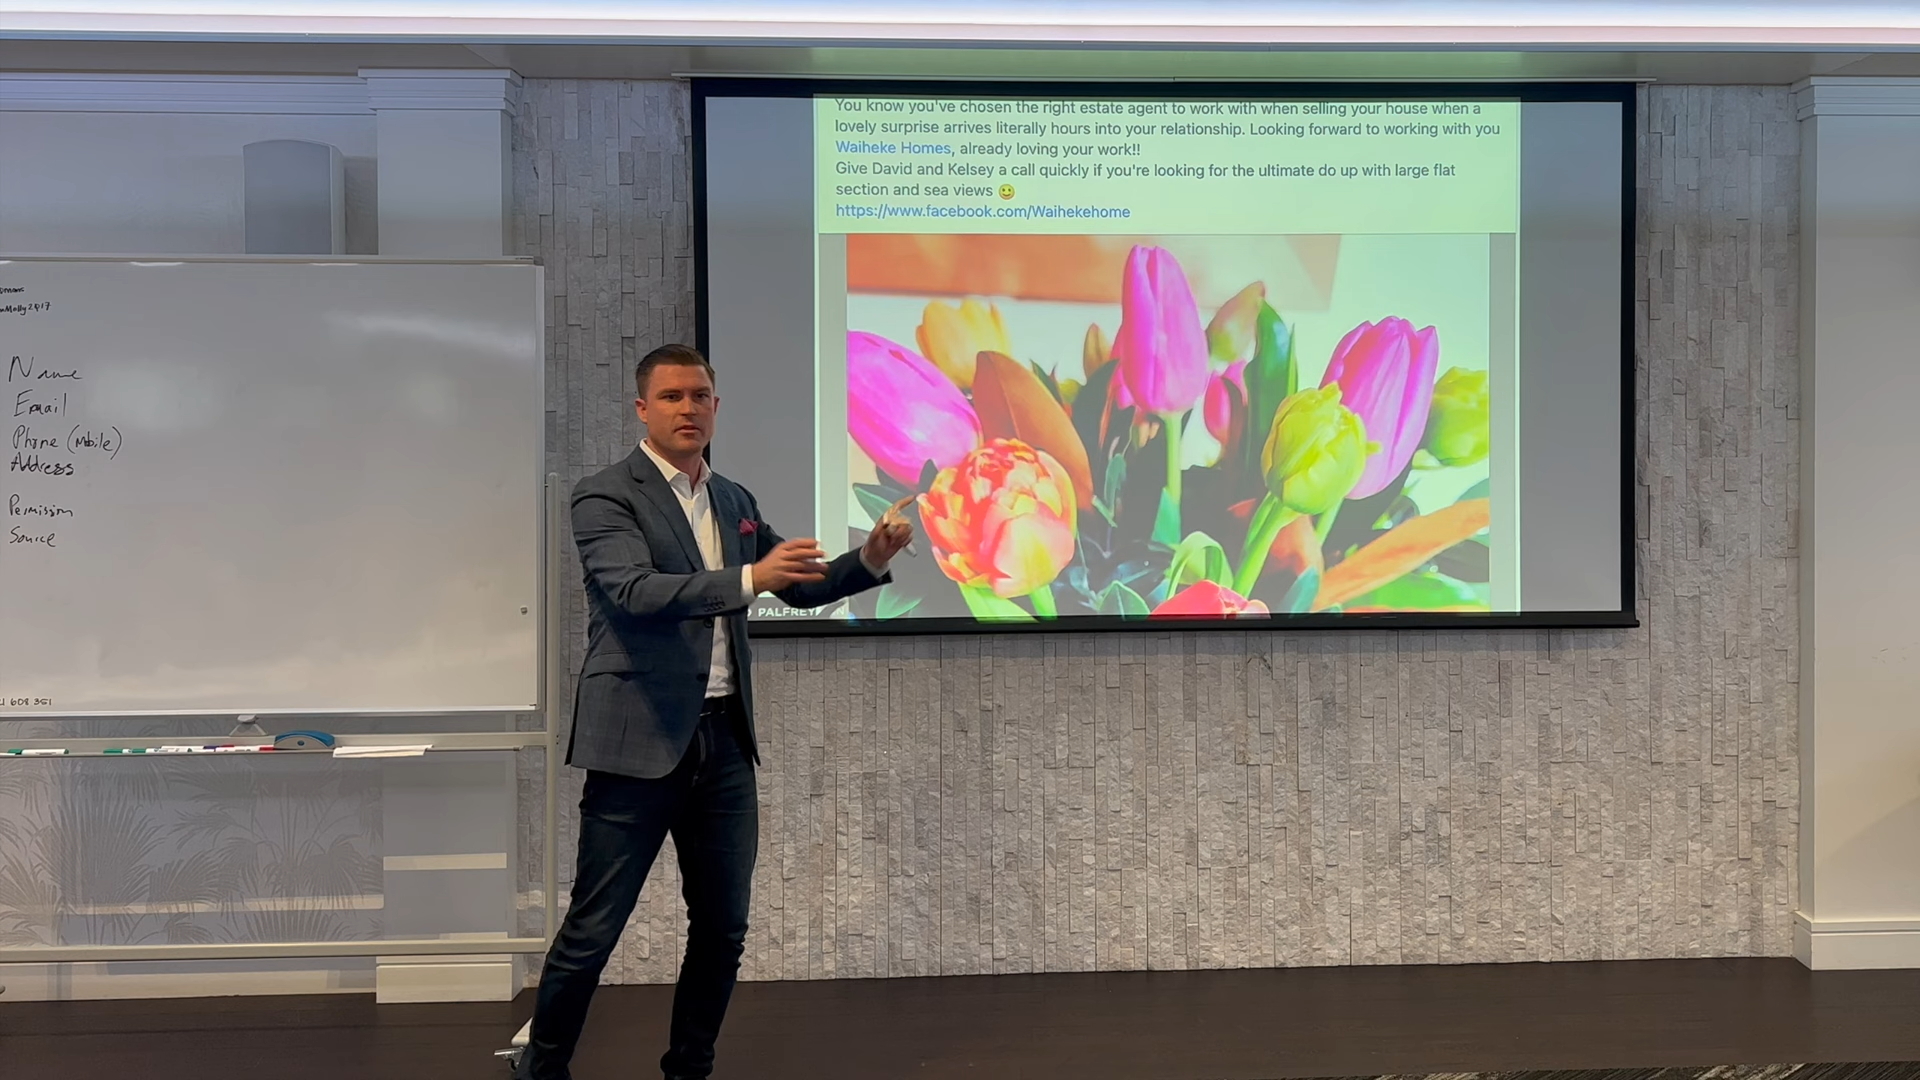 Name
Email
Phone (Mobile)
Address
Permission
Source
608 351
You know you've chosen the right estate agent to work with when selling your house when a
lovely surprise arrives literally hours into your relationship. Looking forward to working with you
Waiheke Homes, already loving your work!!
Give David and Kelsey a call quickly if you're looking for the ultimate do up with large flat
section and sea views 🙂
https://www.facebook.com/Waihekehome
PALFREYMAN